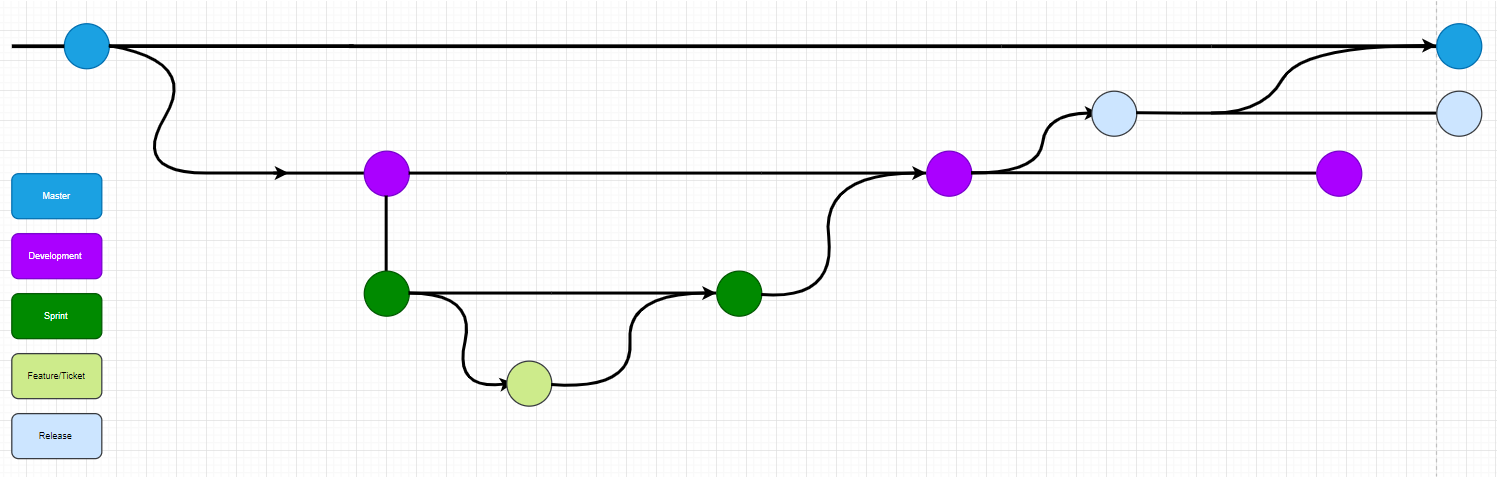 Master
Development
Sprint
Feature/Ticket
Release